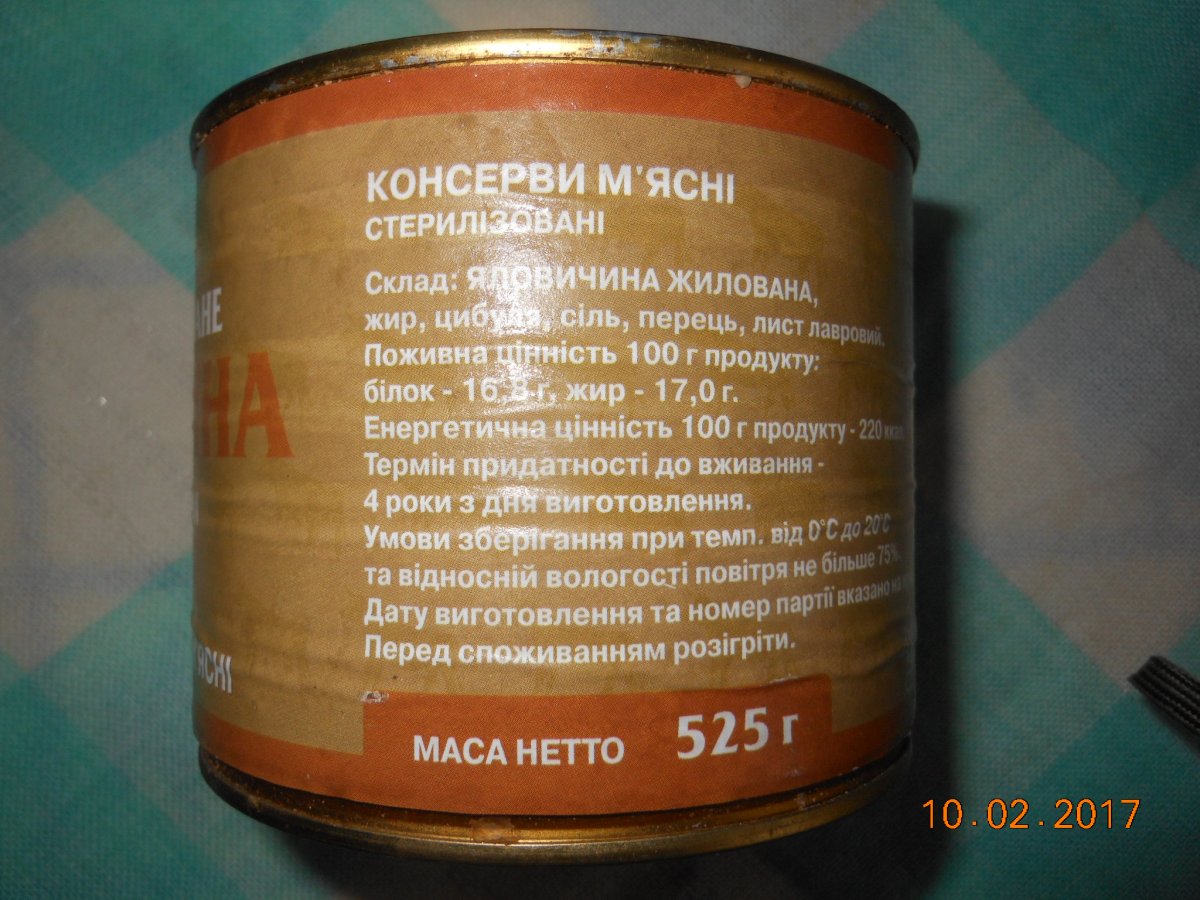 КОНСЕРВИ М'ЯСНІ
СТЕРИЛІЗОВАНІ
Склад: ЯЛОВИЧИНА ЖИЛОВАНА,
жир, цибуля, сіль, перець, лист лавровий.
Поживна цінність 100 г продукту:
білок - 16,8 г, жир - 17,0 г.
Енергетична цінність 100 г продукту - 220 ккал
Термін придатності до вживання -
4 роки з дня виготовлення.
Умови зберігання при темп. від 0°С до 20°С
та відносній вологості повітря не більше 75%.
Дату виготовлення та номер партії вказано на
Перед споживанням розігріти.
МАСА НЕТТО 525 г
АНЕ
НА
ЯСНІ
10.02.2017